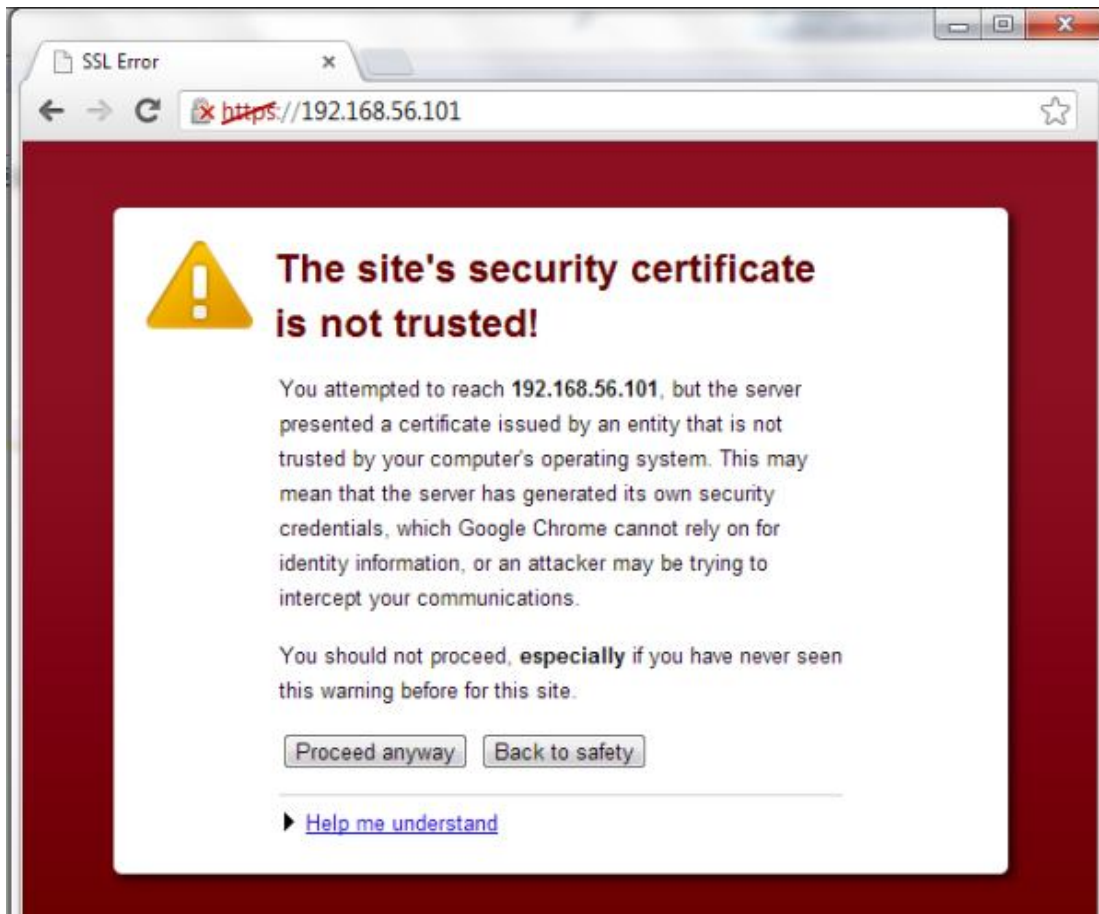 SSL Error
https://192.168.56.101
The site's security certificate
is not trusted!
You attempted to reach 192.168.56.101, but the server
presented a certificate issued by an entity that is not
trusted by your computer's operating system. This may
mean that the server has generated its own security
credentials, which Google Chrome cannot rely on for
identity information, or an attacker may be trying to
intercept your communications.
You should not proceed, especially if you have never seen
this warning before for this site.
Proceed anyway Back to safety
Help me understand